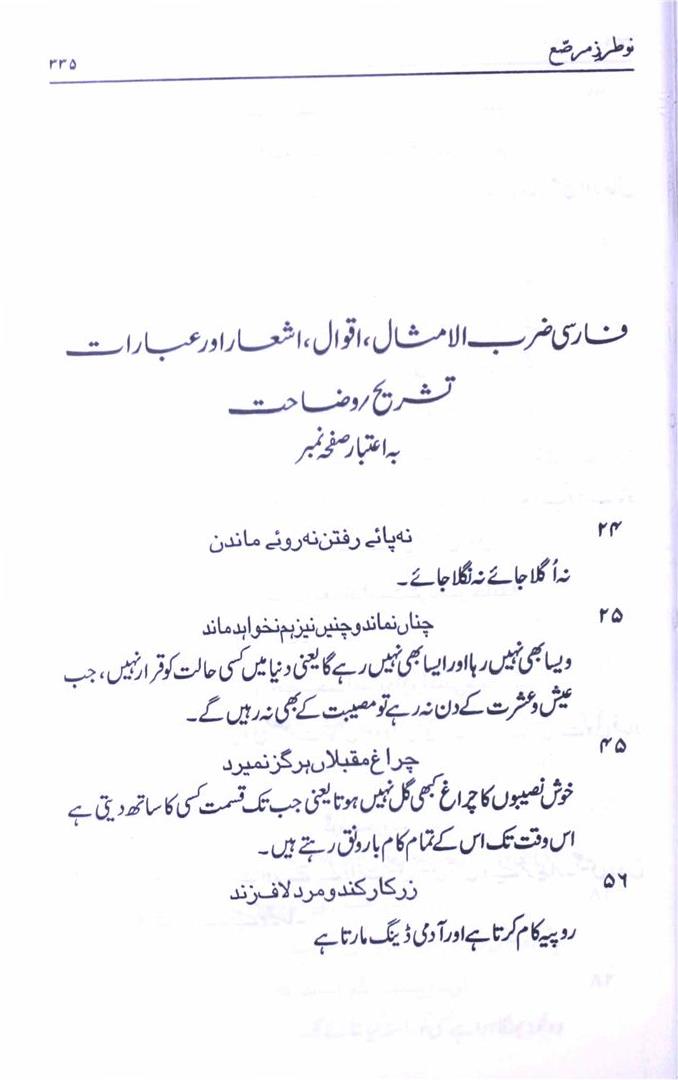 نو طرزِ مرصّع
۳۳۵
فارسی ضرب الامثال، اقوال، اشعار اور عبارات
تشریح/وضاحت
بہ اعتبار صفحہ نمبر
۲۴
نہ پائے رفتن نہ روئے ماندن
نہ اُگلا جائے نہ نگلا جائے۔
۲۵
چناں نماند و چنیں نیز ہم نخواہد ماند
ویسا بھی نہیں رہا اور ایسا بھی نہیں رہے گا یعنی دنیا میں کسی حالت کو قرار نہیں، جب
عیش و عشرت کے دن نہ رہے تو مصیبت کے بھی نہ رہیں گے۔
۴۵
چراغ مقبلاں ہرگز نمیرد
خوش نصیبوں کا چراغ کبھی گل نہیں ہوتا یعنی جب تک قسمت کسی کا ساتھ دیتی ہے
اس وقت تک اس کے تمام کام بارونق رہتے ہیں۔
۵۶
زر کار کند و مرد لاف زند
روپیہ کام کرتا ہے اور آدمی ڈینگ مارتا ہے